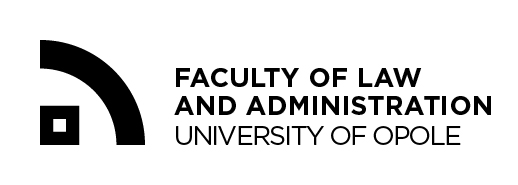 FACULTY OF LAW
AND ADMINISTRATION
UNIVERSITY OF OPOLE